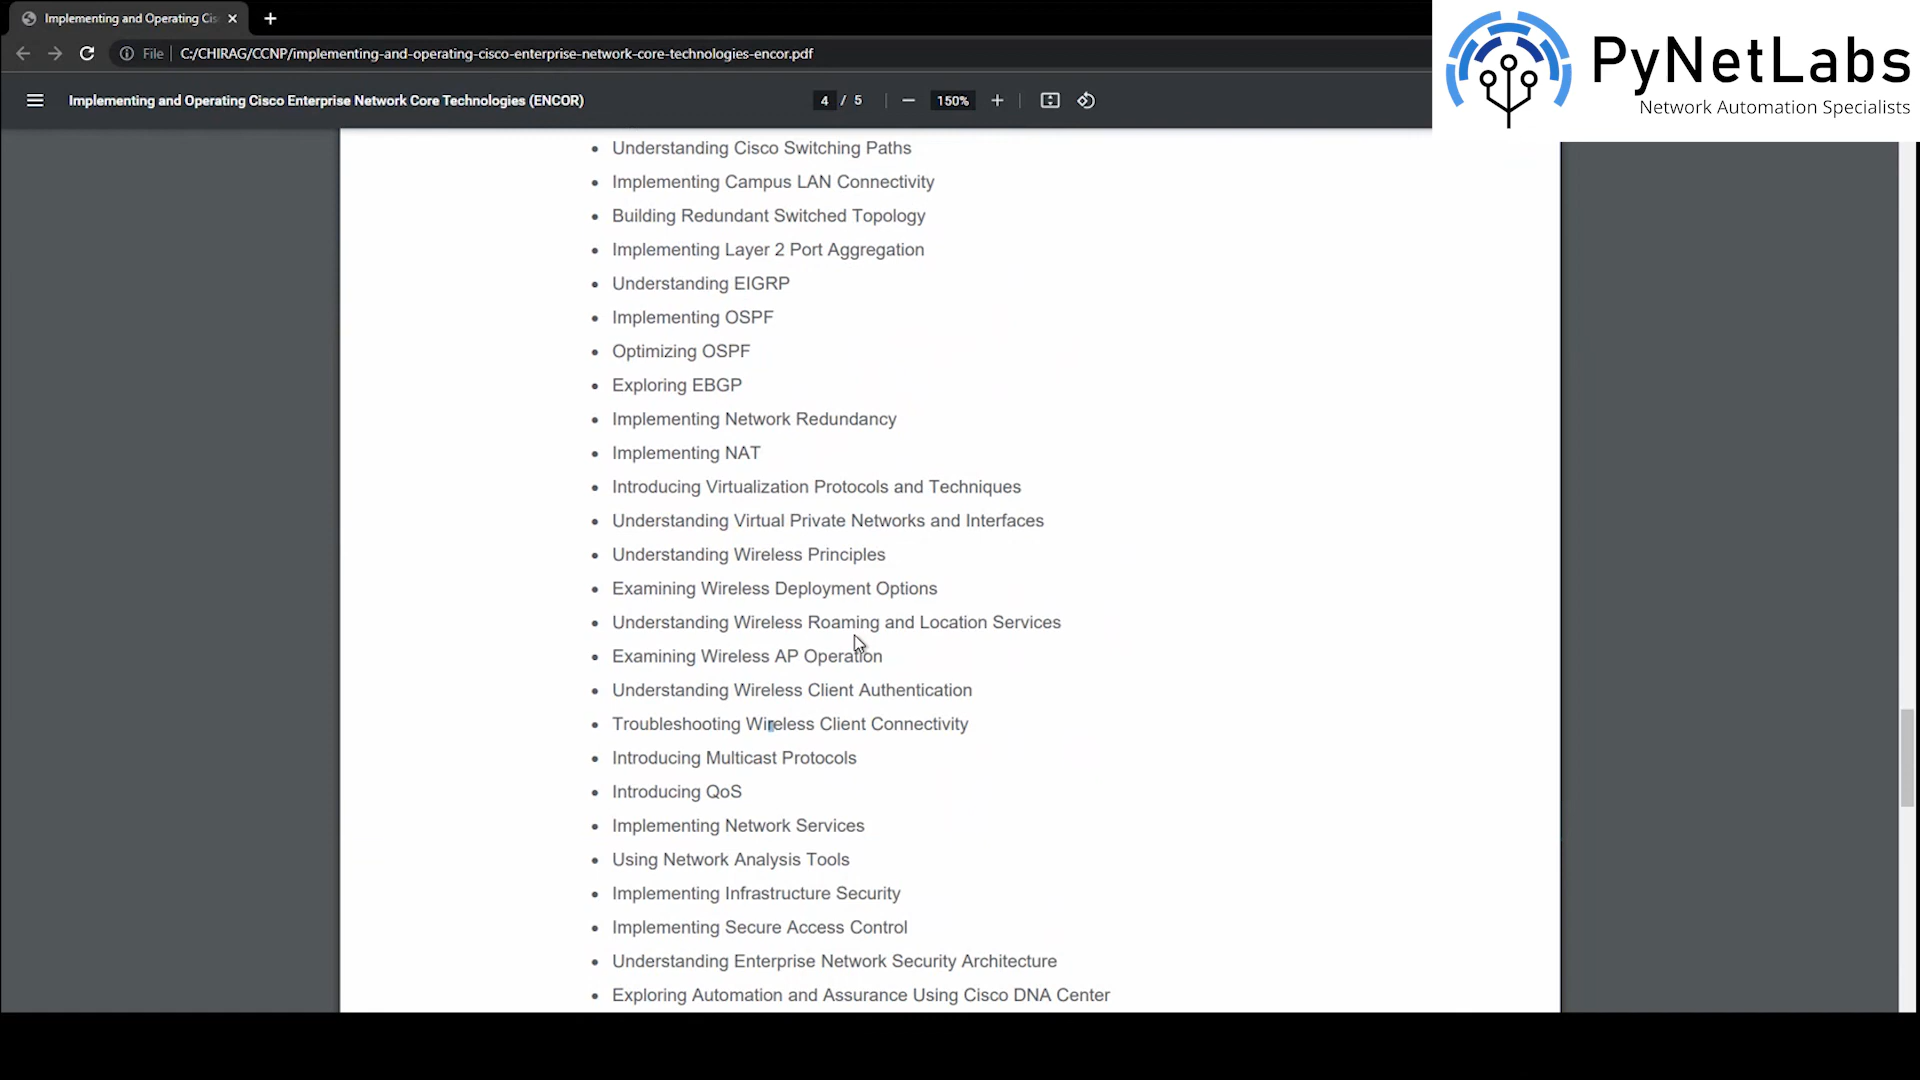 Implementing and Operating Cis
File | C:/CHIRAG/CCNP/implementing-and-operating-cisco-enterprise-network-core-technologies-encor.pdf
PyNetLabs
Network Automation Specialists
Implementing and Operating Cisco Enterprise Network Core Technologies (ENCOR)
4 / 5
150%
• Understanding Cisco Switching Paths
• Implementing Campus LAN Connectivity
• Building Redundant Switched Topology
• Implementing Layer 2 Port Aggregation
• Understanding EIGRP
• Implementing OSPF
• Optimizing OSPF
• Exploring EBGP
• Implementing Network Redundancy
• Implementing NAT
• Introducing Virtualization Protocols and Techniques
• Understanding Virtual Private Networks and Interfaces
• Understanding Wireless Principles
• Examining Wireless Deployment Options
• Understanding Wireless Roaming and Location Services
• Examining Wireless AP Operation
• Understanding Wireless Client Authentication
• Troubleshooting Wireless Client Connectivity
• Introducing Multicast Protocols
• Introducing QoS
• Implementing Network Services
• Using Network Analysis Tools
• Implementing Infrastructure Security
• Implementing Secure Access Control
• Understanding Enterprise Network Security Architecture
• Exploring Automation and Assurance Using Cisco DNA Center